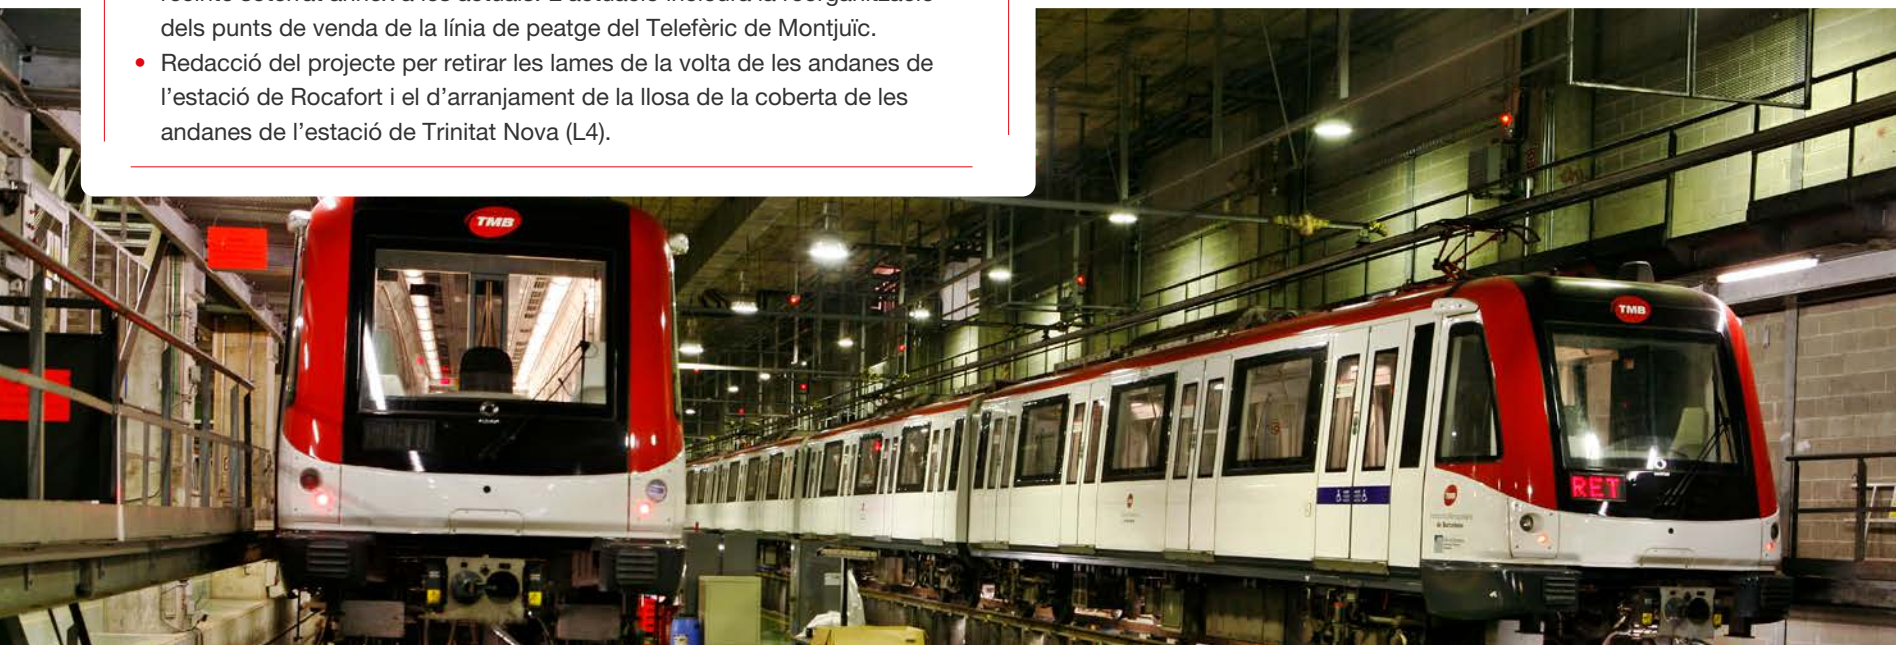 dels punts de venda de la línia de peatge del Telefèric de Montjuïc.
• Redacció del projecte per retirar les lames de la volta de les andanes de
l’estació de Rocafort i el d’arranjament de la llosa de la coberta de les
andanes de l’estació de Trinitat Nova (L4).
TMB
TMB
RET